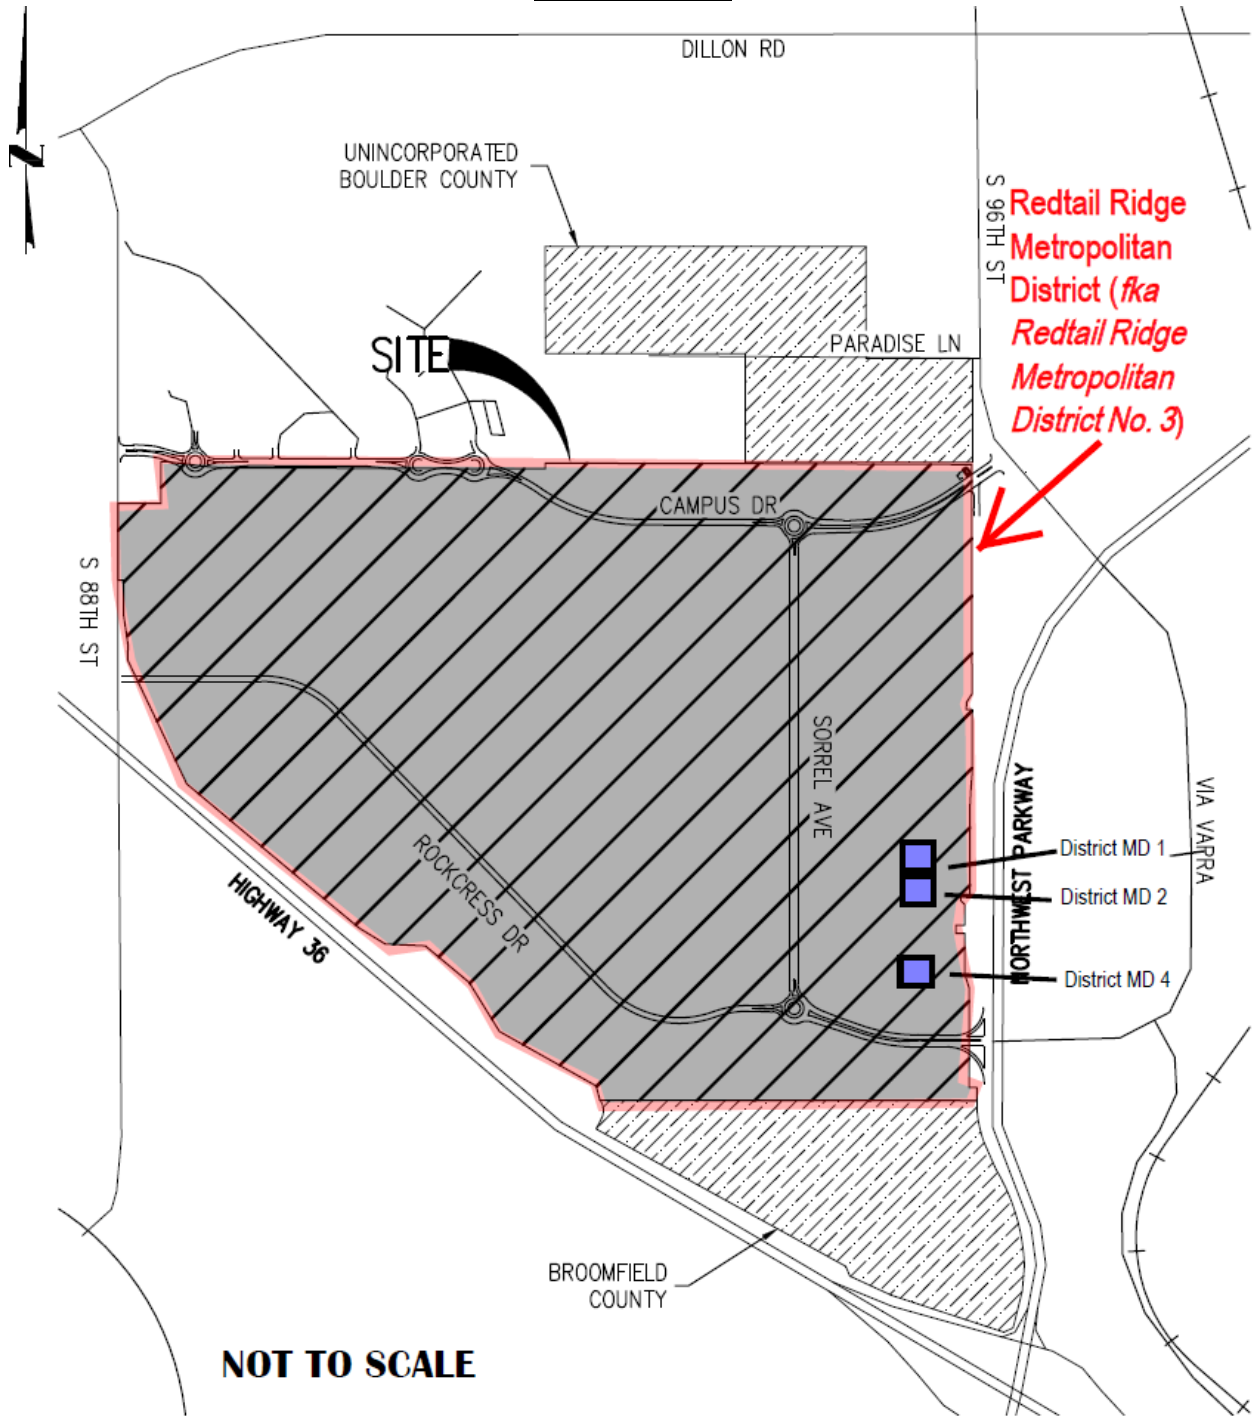 DILLON RD
UNINCORPORATED
BOULDER COUNTY
S 96TH ST
Redtail Ridge
Metropolitan
District (fka
Redtail Ridge
Metropolitan
District No. 3)
N
SITE
PARADISE LN
CAMPUS DR
S 88TH ST
SORREL AVE
ROCKCRESS DR
HIGHWAY 36
NORTHWEST PARKWAY
VIA VAPRA
District MD 1
District MD 2
District MD 4
BROOMFIELD
COUNTY
NOT TO SCALE